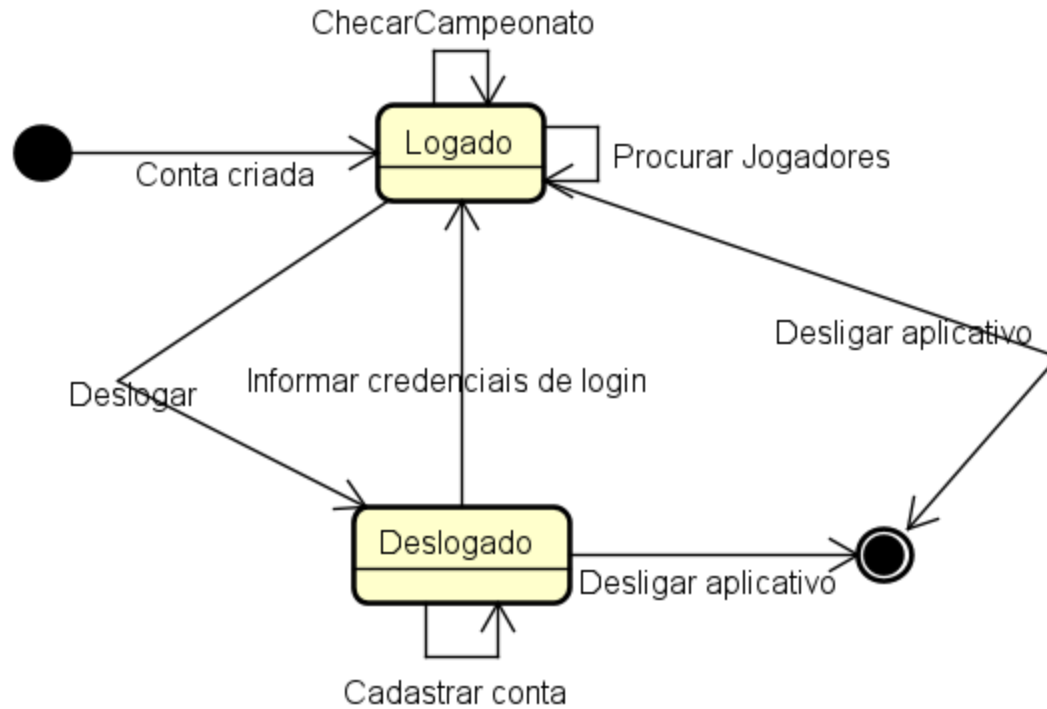 ChecarCampeonato
Logado
Procurar Jogadores
Conta criada
Desligar aplicativo
Informar credenciais de login
Deslogar
Deslogado
Desligar aplicativo
Cadastrar conta